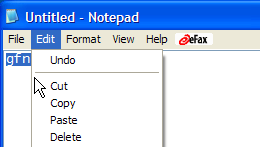 Untitled - Notepad
File Edit Format View Help eFax
gfn
Undo
Cut
Copy
Paste
Delete